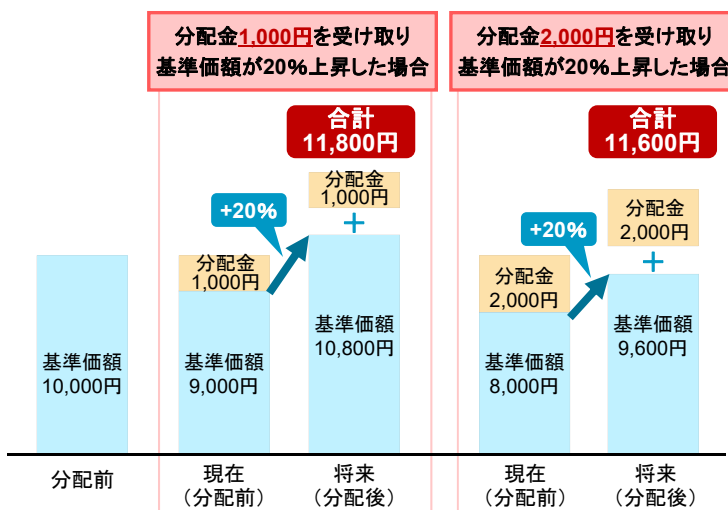 分配金1,000円を受け取り
基準価額が20%上昇した場合
合計
11,800円
分配金
1,000円
+20%
+
分配金
1,000円
基準価額
10,000円
基準価額
9,000円
基準価額
10,800円
分配前
現在
（分配前）
将来
（分配後）
分配金2,000円を受け取り
基準価額が20%上昇した場合
合計
11,600円
分配金
2,000円
+20%
+
分配金
2,000円
基準価額
8,000円
基準価額
9,600円
現在
（分配前）
将来
（分配後）